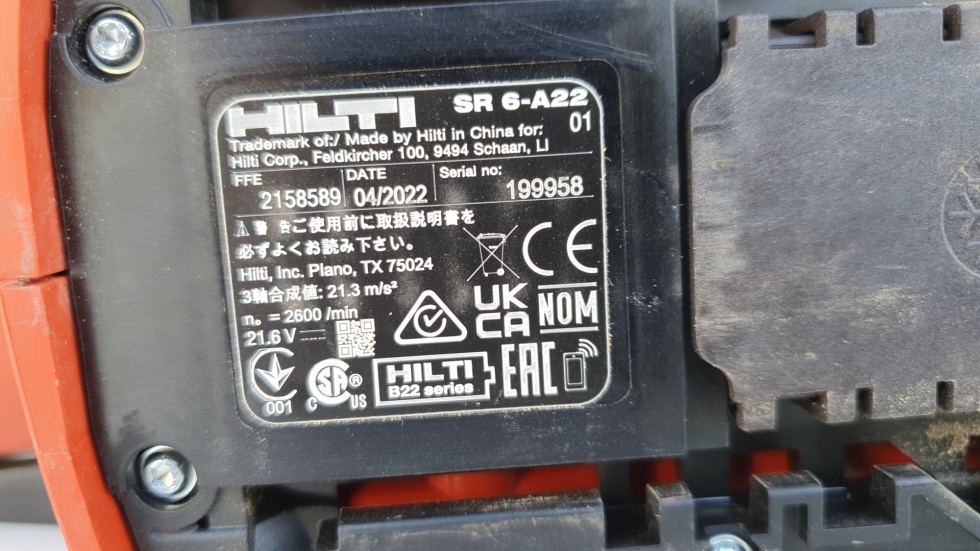 HILTI SR 6-A22
01
Trademark of:/ Made by Hilti in China for:
Hilti Corp., Feldkircher 100, 9494 Schaan, LI
FFE DATE Serial no:
2158589 04/2022 199958
警告ご使用前に取扱説明書を
必ずよくお読み下さい。
Hilti, Inc. Plano, TX 75024
3軸合成値: 21.3 m/s²
n₀ = 2600 /min
21.6 V
CE
UK
CA
NOM
001
C SA ® US
HILTI
B22 series
EAC